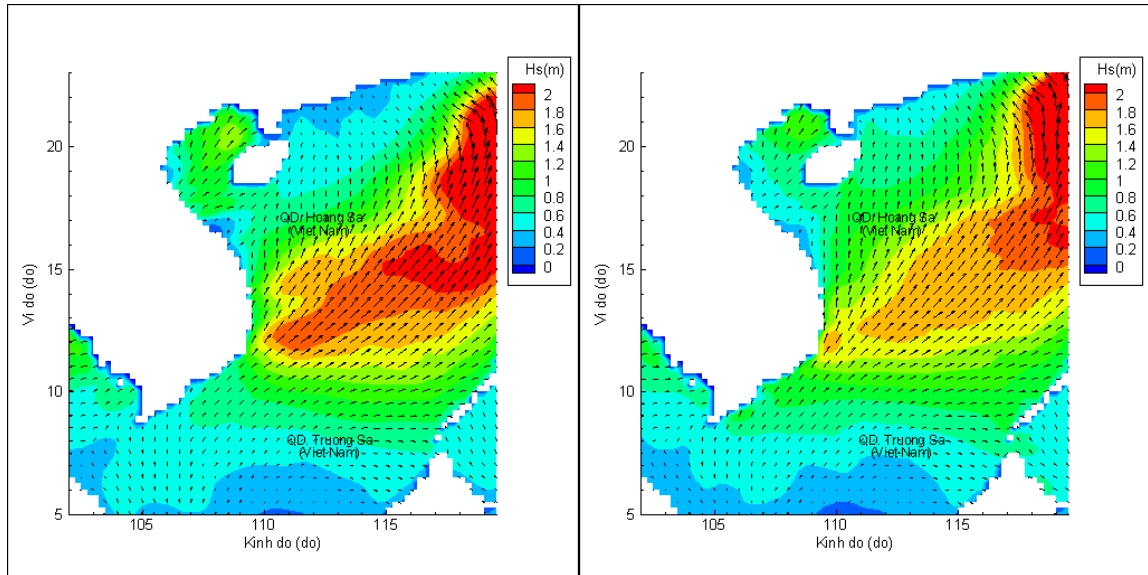 Hs(m)
2
1.8
1.6
1.4
1.2
1
0.8
0.6
0.4
0.2
0
20
15
10
5
Vi do (do)
105
110
115
Kinh do (do)
QD. Hoang Sa
(Viet Nam)
QD. Truong Sa
(Viet Nam)
Hs(m)
2
1.8
1.6
1.4
1.2
1
0.8
0.6
0.4
0.2
0
20
15
10
5
Vi do (do)
105
110
115
Kinh do (do)
QD. Hoang Sa
(Viet Nam)
QD. Truong Sa
(Viet Nam)